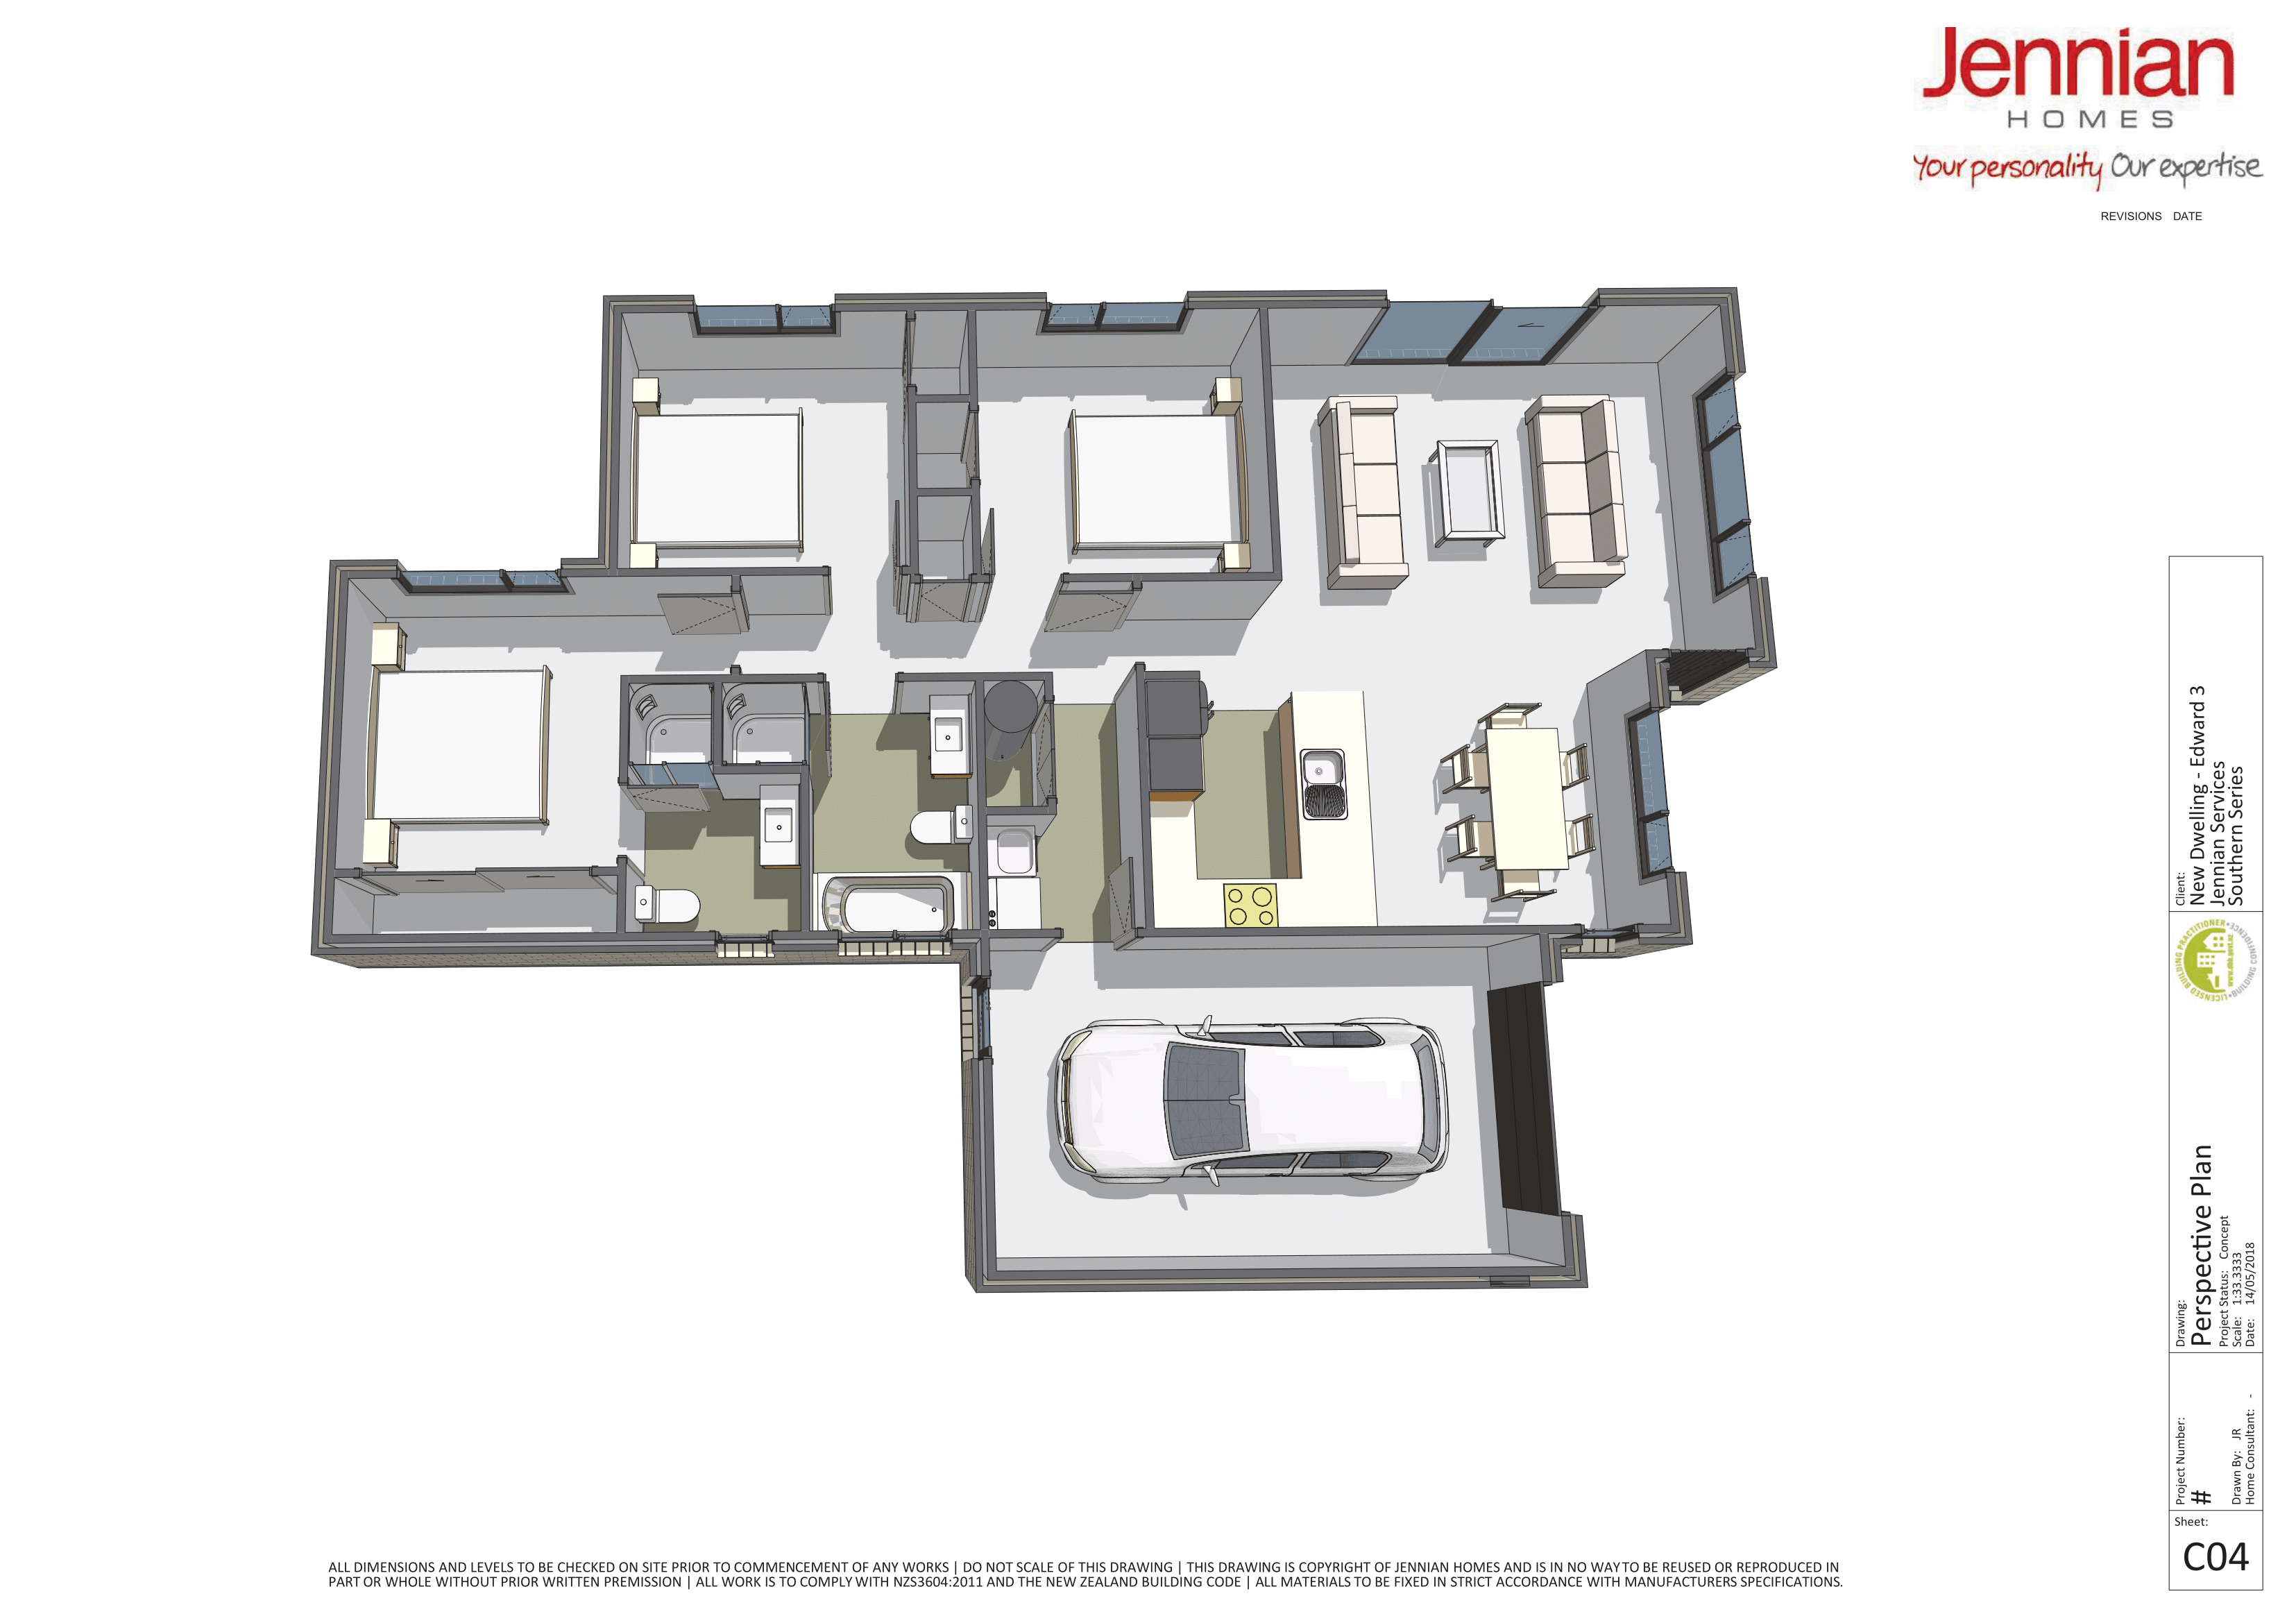 Jennian
HOMES
Your personality Our expertise
REVISIONS DATE
Client:
New Dwelling - Edward 3
Jennian Services
Southern Series
LICENSED BUILDING PRACTITIONER
BUILDING CONFIDENCE
www.dbh.govt.nz
Drawing:
Perspective Plan
Project Status: Concept
Scale: 1:33.3333
Date: 14/05/2018
Project Number:
#
Drawn By: JR
Home Consultant: -
Sheet:
C04
ALL DIMENSIONS AND LEVELS TO BE CHECKED ON SITE PRIOR TO COMMENCEMENT OF ANY WORKS | DO NOT SCALE OF THIS DRAWING | THIS DRAWING IS COPYRIGHT OF JENNIAN HOMES AND IS IN NO WAY TO BE REUSED OR REPRODUCED IN
PART OR WHOLE WITHOUT PRIOR WRITTEN PREMISSION | ALL WORK IS TO COMPLY WITH NZS3604:2011 AND THE NEW ZEALAND BUILDING CODE | ALL MATERIALS TO BE FIXED IN STRICT ACCORDANCE WITH MANUFACTURERS SPECIFICATIONS.